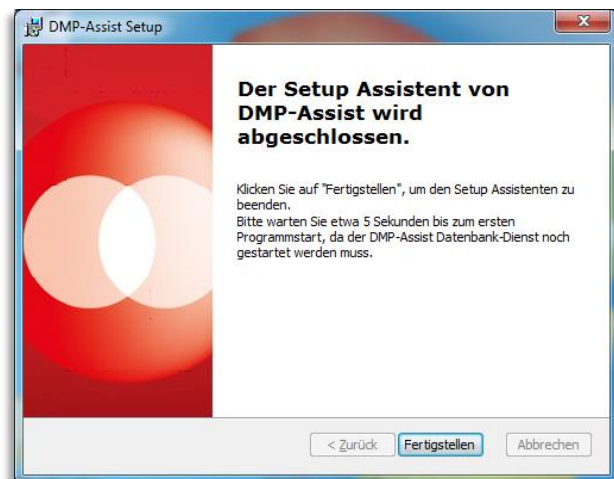 DMP-Assist Setup
Der Setup Assistent von
DMP-Assist wird
abgeschlossen.
Klicken Sie auf "Fertigstellen", um den Setup Assistenten zu
beenden.
Bitte warten Sie etwa 5 Sekunden bis zum ersten
Programmstart, da der DMP-Assist Datenbank-Dienst noch
gestartet werden muss.
< Zurück
Fertigstellen
Abbrechen